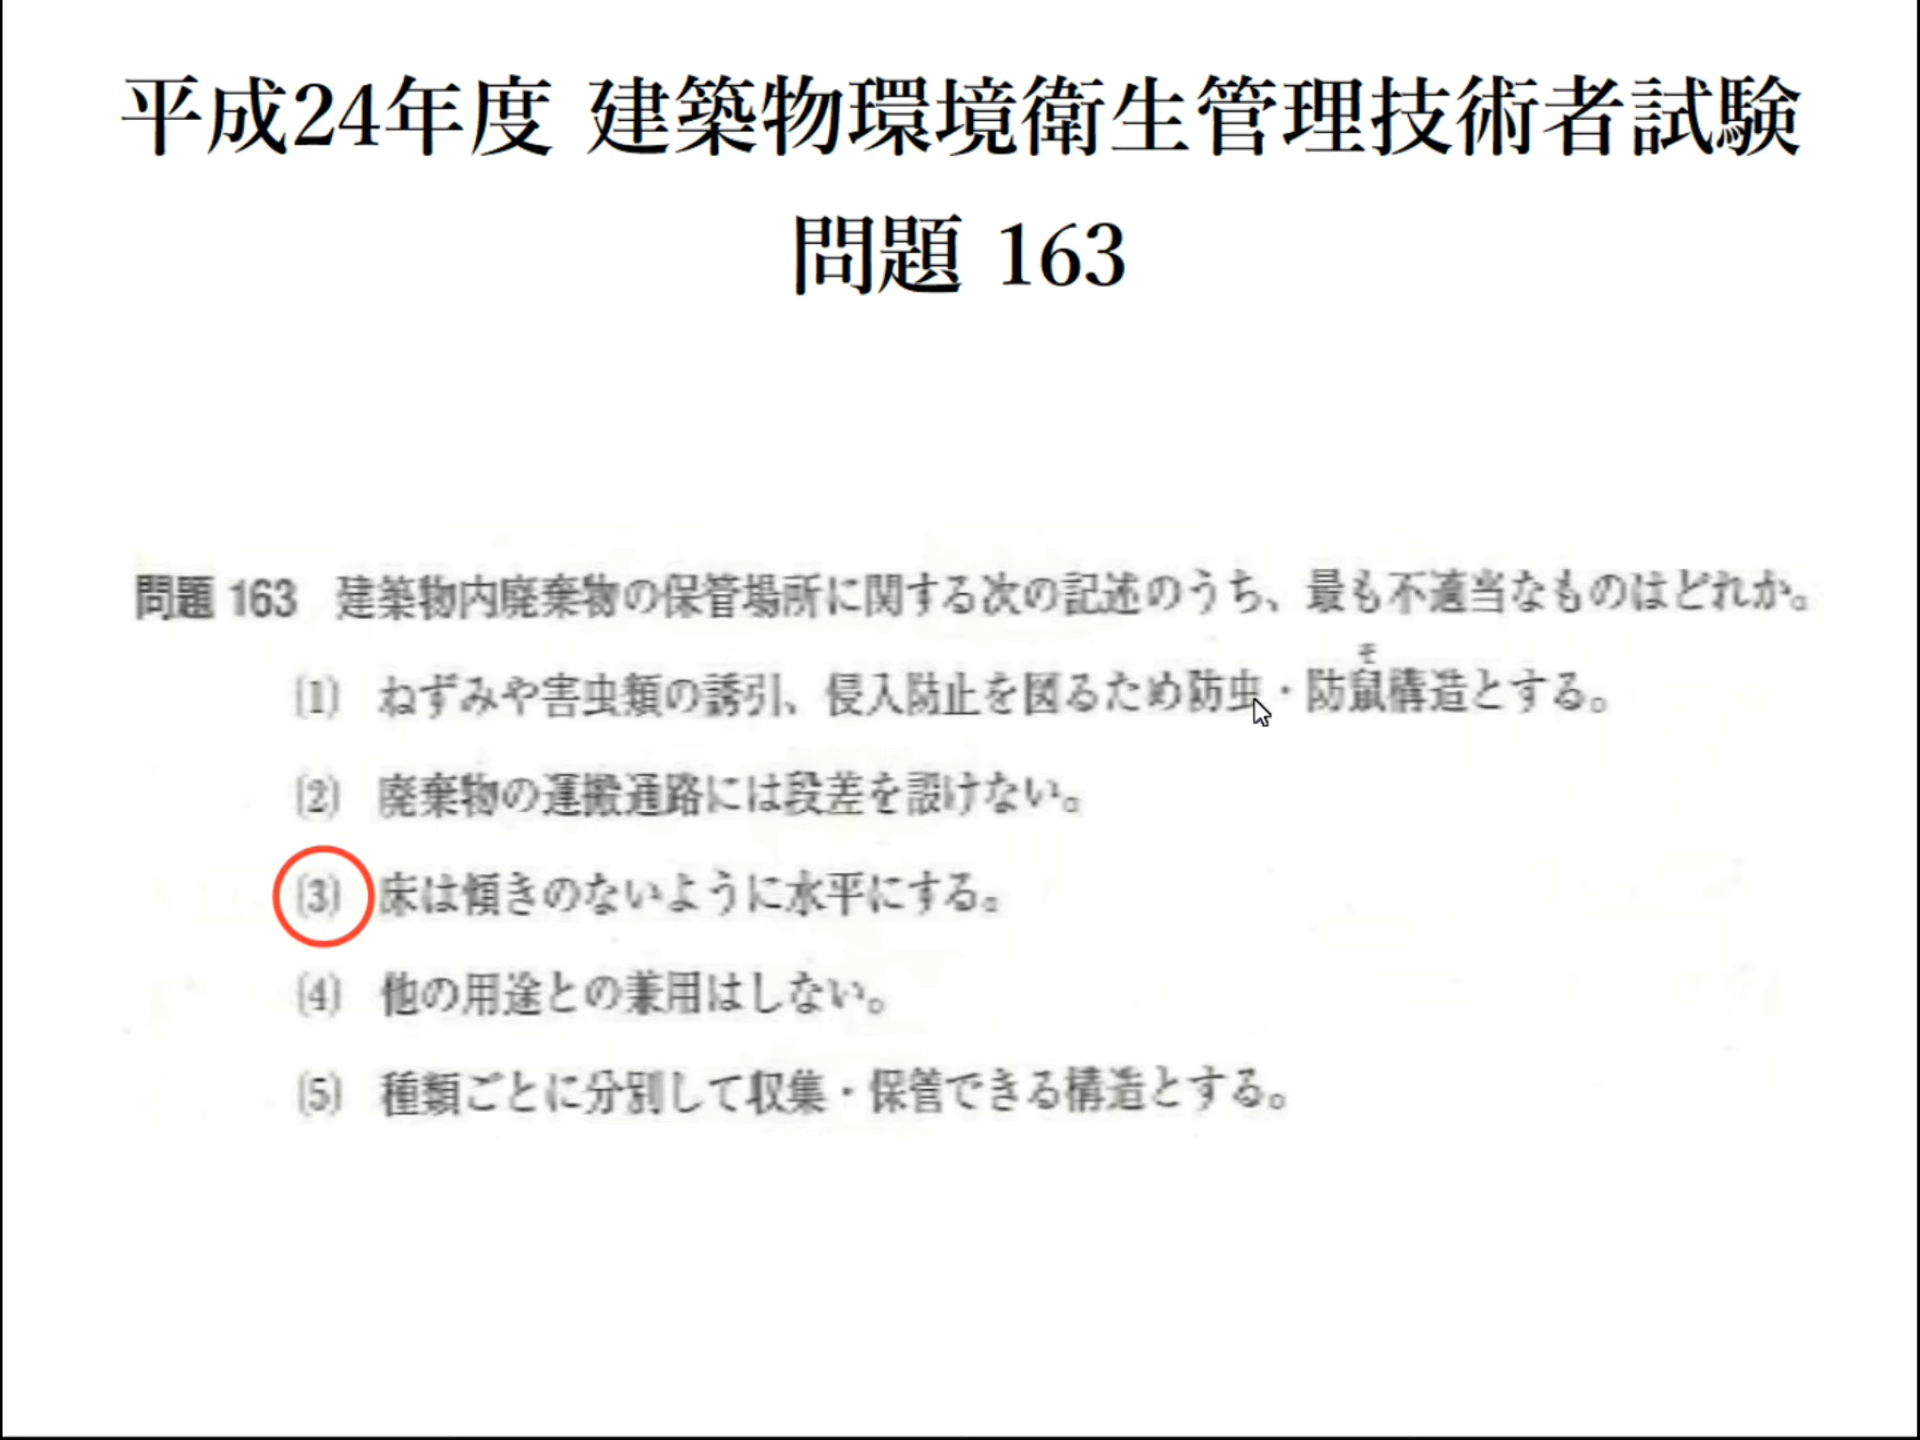 平成24年度 建築物環境衛生管理技術者試験
問題 163
問題 163 建築物内廃棄物の保管場所に関する次の記述のうち、最も不適当なものはどれか。
そ
(1) ねずみや害虫類の誘引、侵入防止を図るため防虫・防鼠構造とする。
(2) 廃棄物の運搬通路には段差を設けない。
(3) 床は傾きのないように水平にする。
(4) 他の用途との兼用はしない。
(5) 種類ごとに分別して収集・保管できる構造とする。